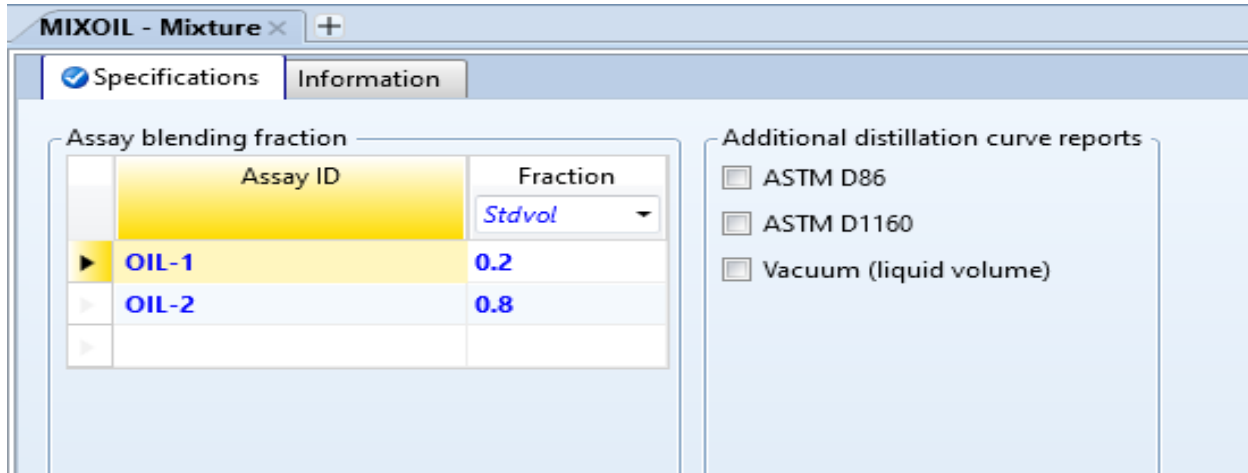 MIXOIL - Mixture
Specifications Information
Assay blending fraction
Assay ID Fraction
Stdvol
OIL-1 0.2
OIL-2 0.8
Additional distillation curve reports
ASTM D86
ASTM D1160
Vacuum (liquid volume)